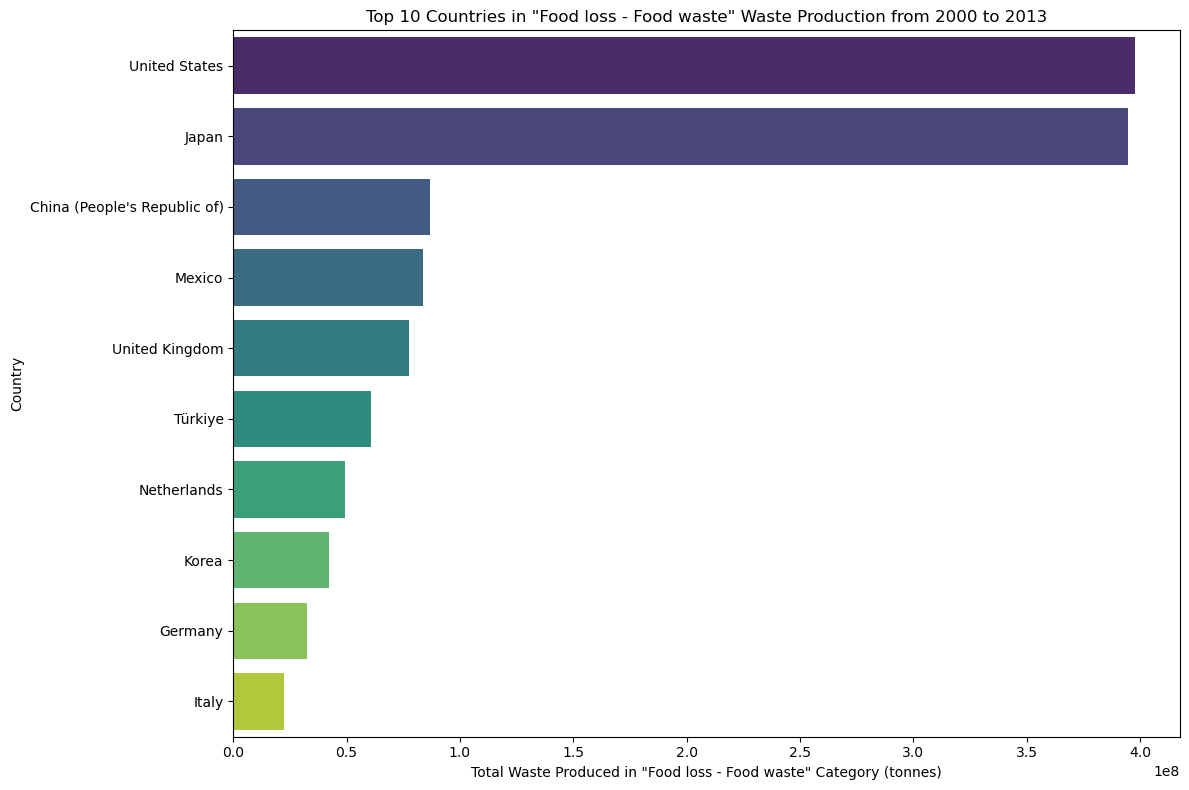 Top 10 Countries in "Food loss - Food waste" Waste Production from 2000 to 2013
Country
United States
Japan
China (People's Republic of)
Mexico
United Kingdom
Türkiye
Netherlands
Korea
Germany
Italy
0.0 0.5 1.0 1.5 2.0 2.5 3.0 3.5 4.0
1e8
Total Waste Produced in "Food loss - Food waste" Category (tonnes)